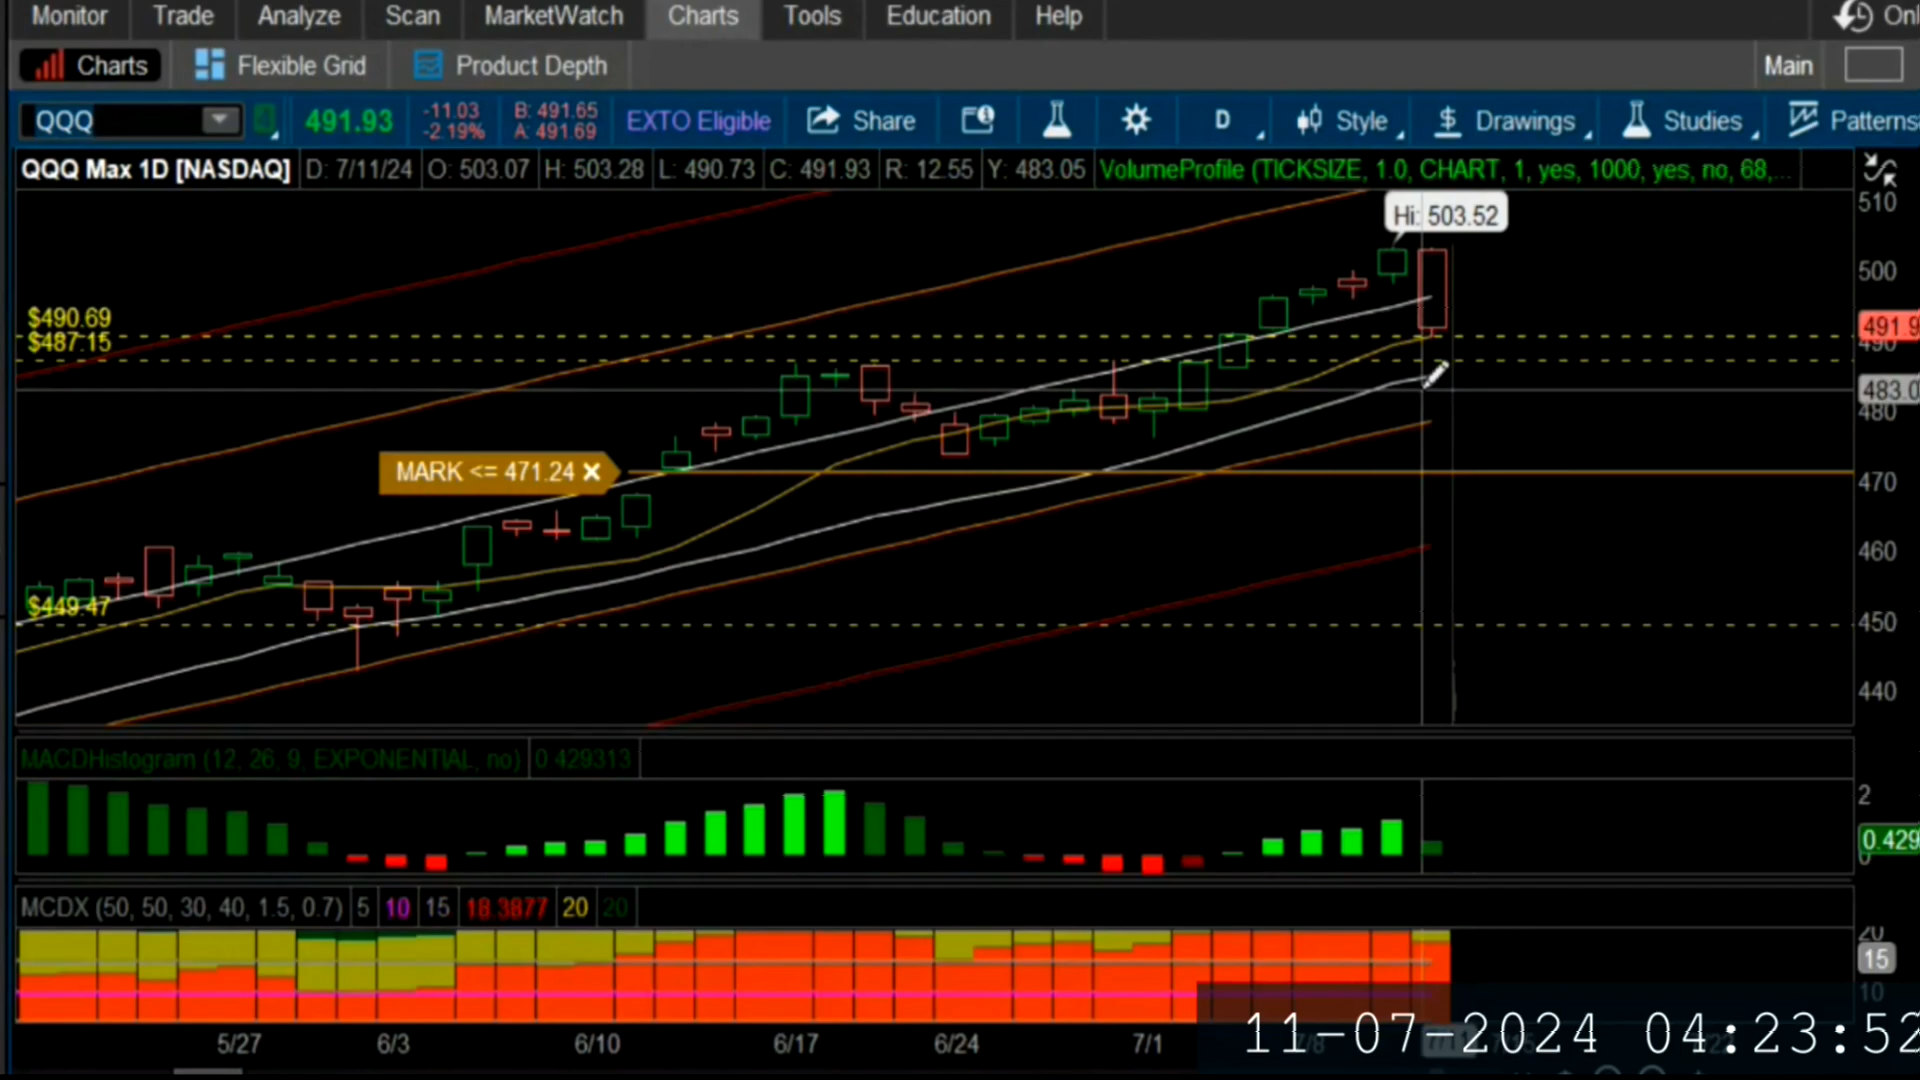 Monitor Trade Analyze Scan MarketWatch Charts Tools Education Help
Charts Flexible Grid Product Depth Main
QQQ 491.93 -11.03 -2.19% B: 491.65 A: 491.69 EXTO Eligible Share D Style Drawings Studies Patterns
QQQ Max 1D [NASDAQ] D: 7/11/24 O: 503.07 H: 503.28 L: 490.73 C: 491.93 R: 12.55 Y: 483.05 VolumeProfile (TICKSIZE, 1.0, CHART, 1, yes, 1000, yes, no, 68,...
510
Hi: 503.52
500
$490.69
491.9
490
$487.15
483.0
480
MARK <= 471.24
470
460
$449.47
450
440
MACDHistogram (12, 26, 9, EXPONENTIAL, no) 0.429313
2
0.429
0
MCDX (50, 50, 30, 40, 1.5, 0.7) 5 10 15 18.3877 20 20
20
15
10
5/27 6/3 6/10 6/17 6/24 7/1 7/8
11-07-2024 04:23:52